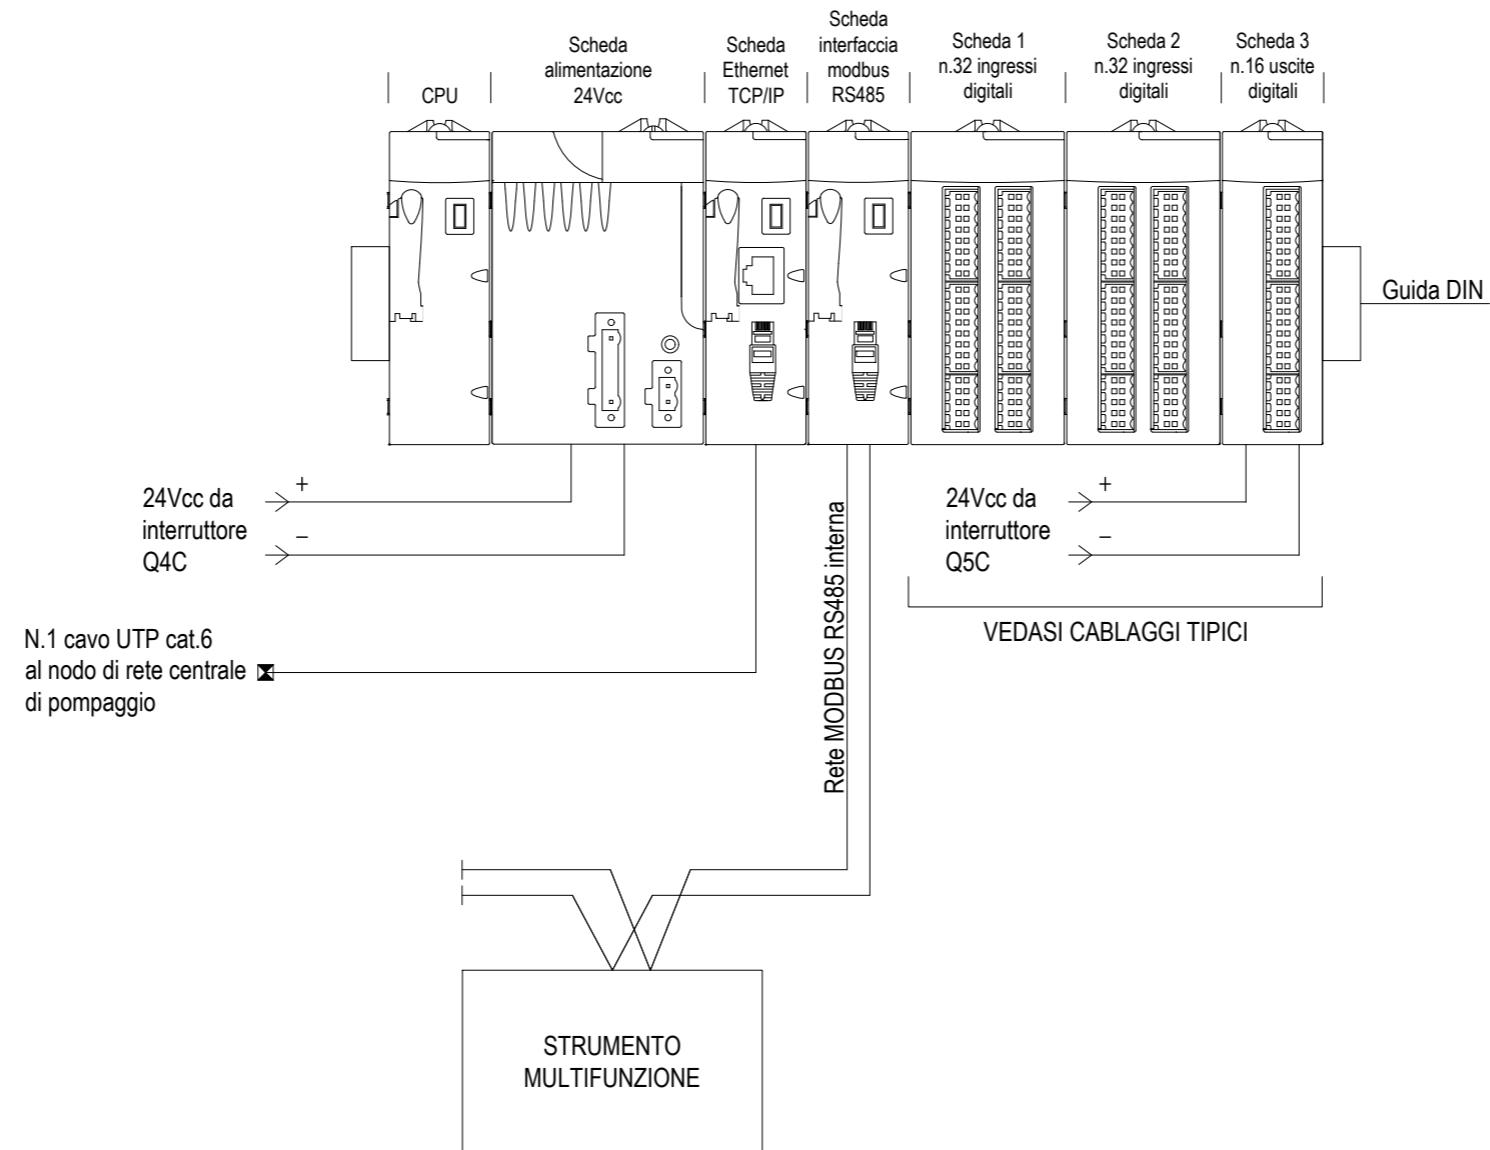 CPU
Scheda
alimentazione
24Vcc
Scheda
Ethernet
TCP/IP
Scheda
interfaccia
modbus
RS485
Scheda 1
n.32 ingressi
digitali
Scheda 2
n.32 ingressi
digitali
Scheda 3
n.16 uscite
digitali
Guida DIN
24Vcc da
interruttore
Q4C
+
–
24Vcc da
interruttore
Q5C
+
–
VEDASI CABLAGGI TIPICI
N.1 cavo UTP cat.6
al nodo di rete centrale
di pompaggio
Rete MODBUS RS485 interna
STRUMENTO
MULTIFUNZIONE